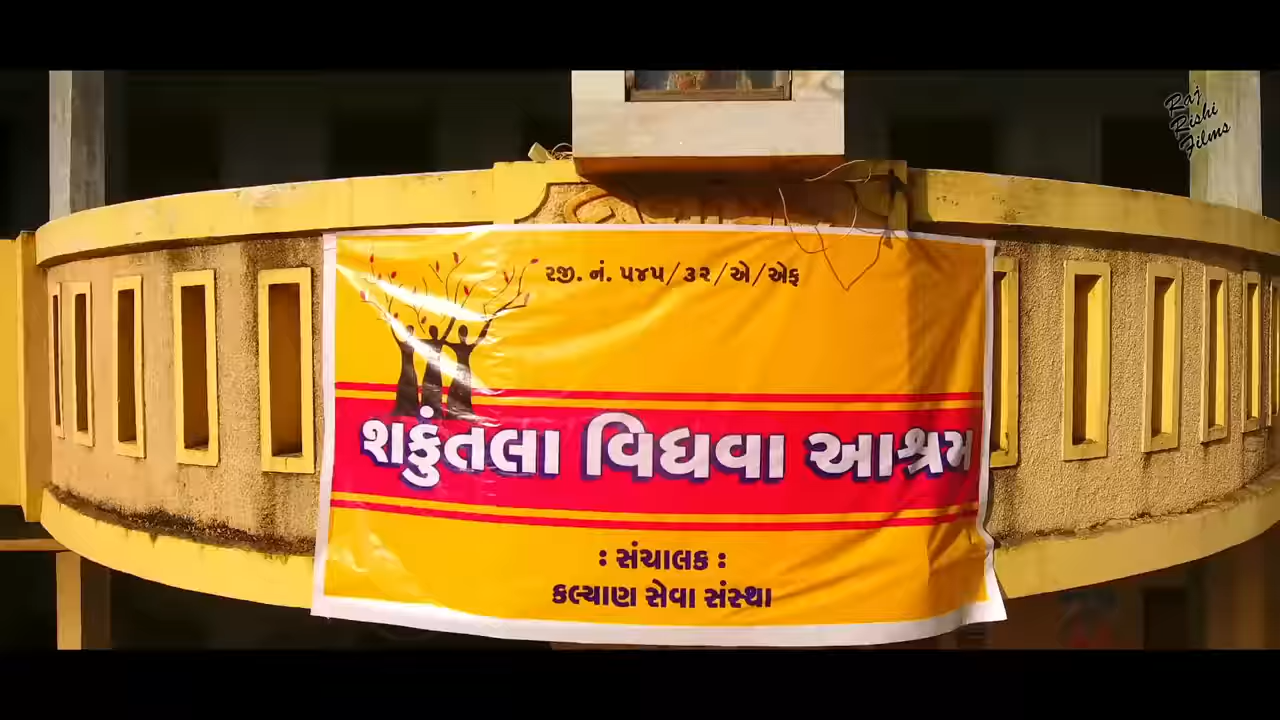 Raj
Rishi
Films
રજી. નં. ૫૪૫/૩૨/એ/એફ
શકુંતલા વિધવા આશ્રમ
: સંચાલક :
કલ્યાણ સેવા સંસ્થા